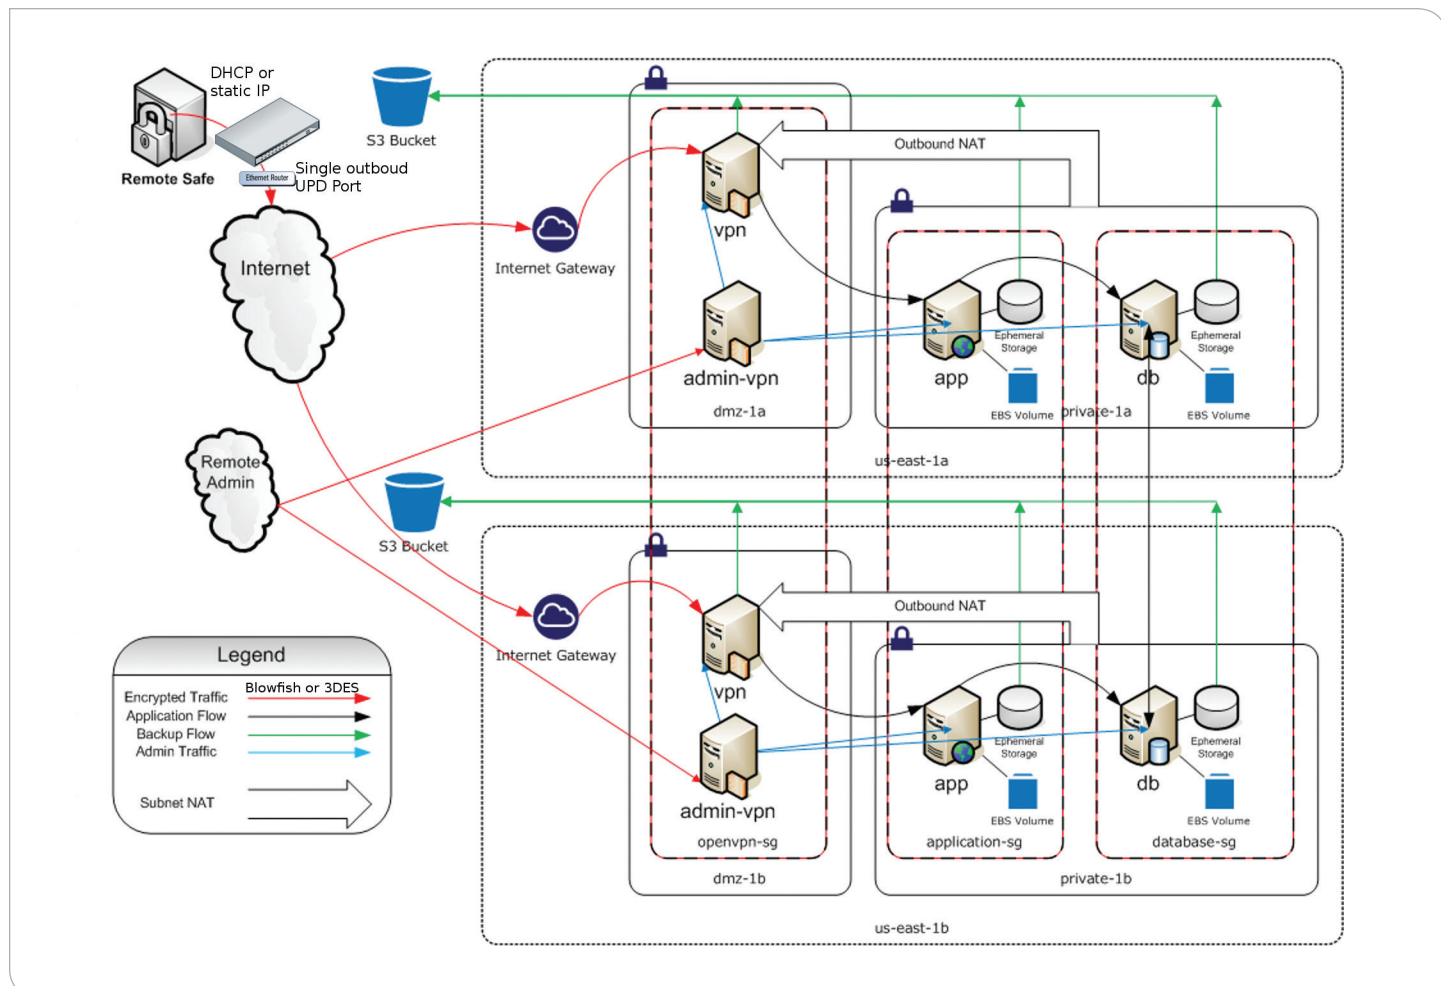 DHCP or
static IP
S3 Bucket
Remote Safe
Ethernet Router
Single outboud
UPD Port
Internet
Internet Gateway
vpn
Outbound NAT
admin-vpn
dmz-1a
app
Ephemeral
Storage
EBS Volume
db
Ephemeral
Storage
EBS Volume
private-1a
us-east-1a
Remote
Admin
S3 Bucket
Internet Gateway
vpn
Outbound NAT
admin-vpn
openvpn-sg
dmz-1b
app
Ephemeral
Storage
EBS Volume
application-sg
db
Ephemeral
Storage
EBS Volume
database-sg
private-1b
us-east-1b
Legend
Blowfish or 3DES
Encrypted Traffic
Application Flow
Backup Flow
Admin Traffic
Subnet NAT